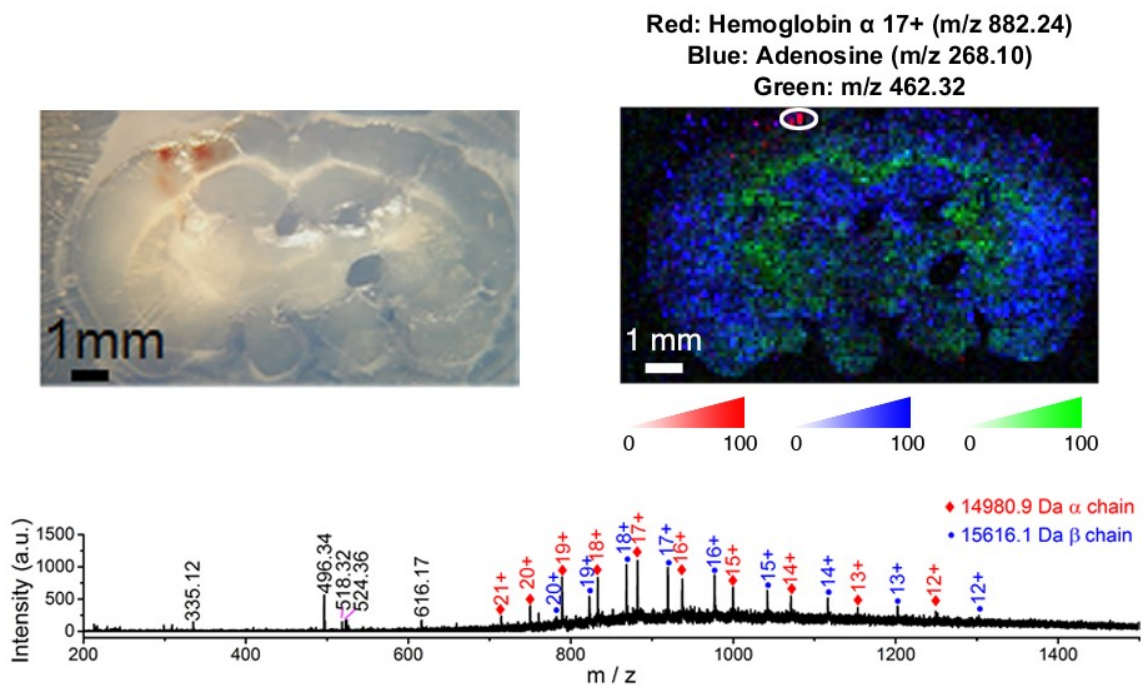 Red: Hemoglobin α 17+ (m/z 882.24)
Blue: Adenosine (m/z 268.10)
Green: m/z 462.32
1mm
1 mm
0 100 0 100 0 100
Intensity (a.u.)
1500
1000
500
0
335.12
496.34
518.32
524.36
616.17
21+
20+
20+
19+
19+
18+
18+
17+
17+
16+
16+
15+
15+
14+
14+
13+
13+
12+
12+
14980.9 Da α chain
15616.1 Da β chain
200 400 600 800 1000 1200 1400
m / z